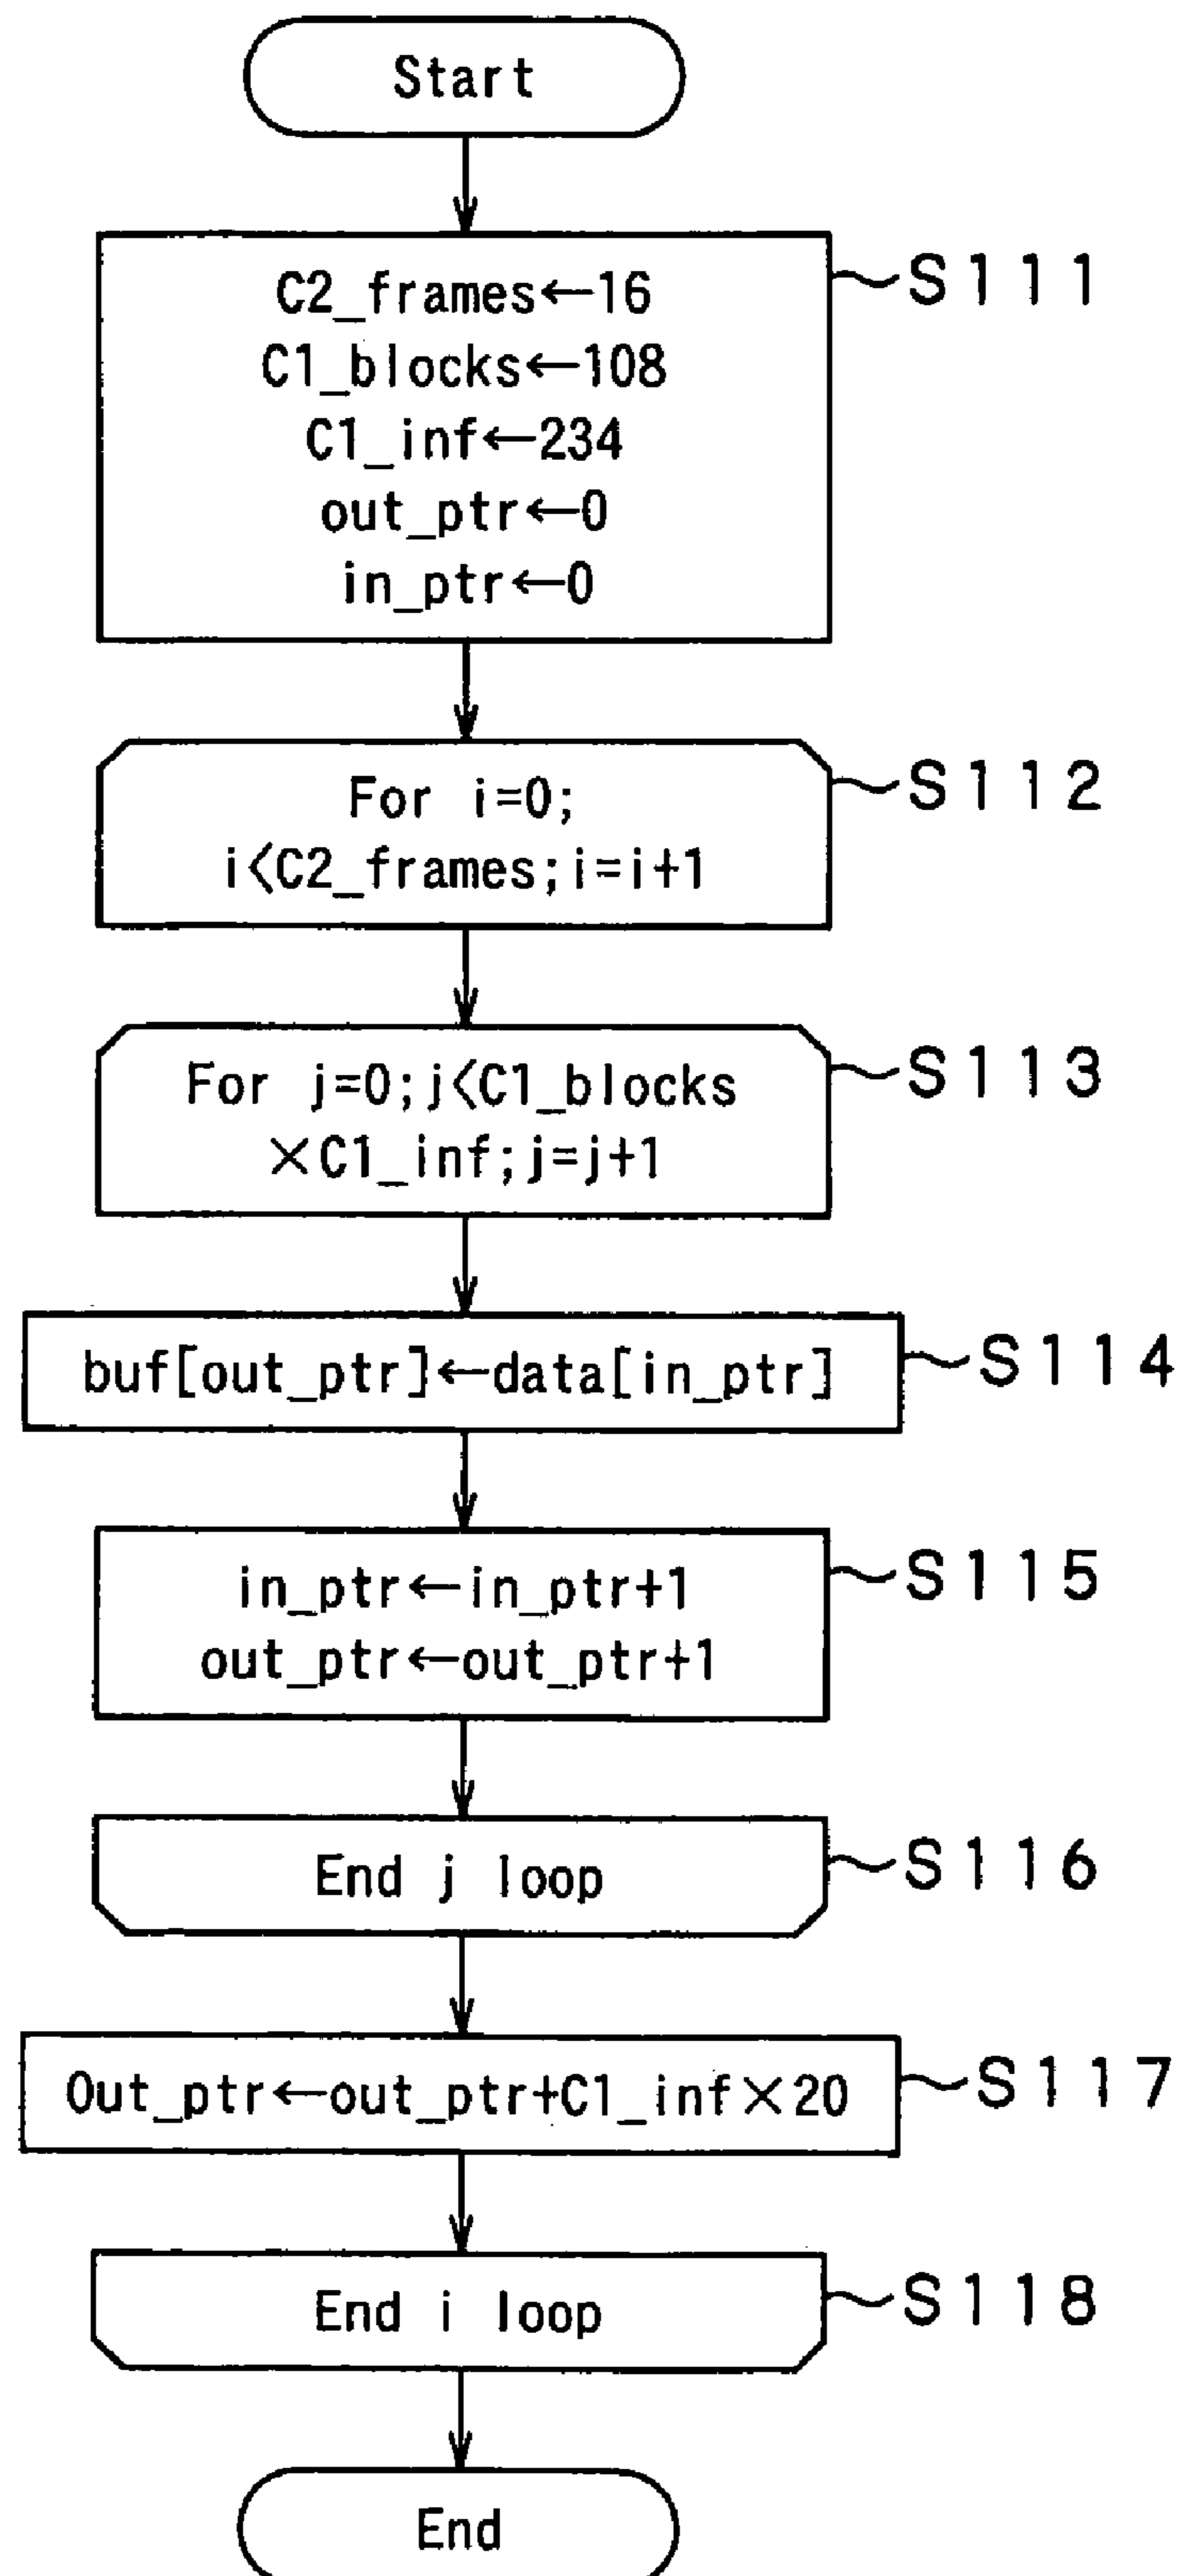 Start
C2_frames←16
C1_blocks←108
C1_inf←234
out_ptr←0
in_ptr←0
S111
For i=0;
i<C2_frames;i=i+1
S112
For j=0;j<C1_blocks
×C1_inf;j=j+1
S113
buf[out_ptr]←data[in_ptr]
S114
in_ptr←in_ptr+1
out_ptr←out_ptr+1
S115
End j loop
S116
Out_ptr←out_ptr+C1_inf×20
S117
End i loop
S118
End